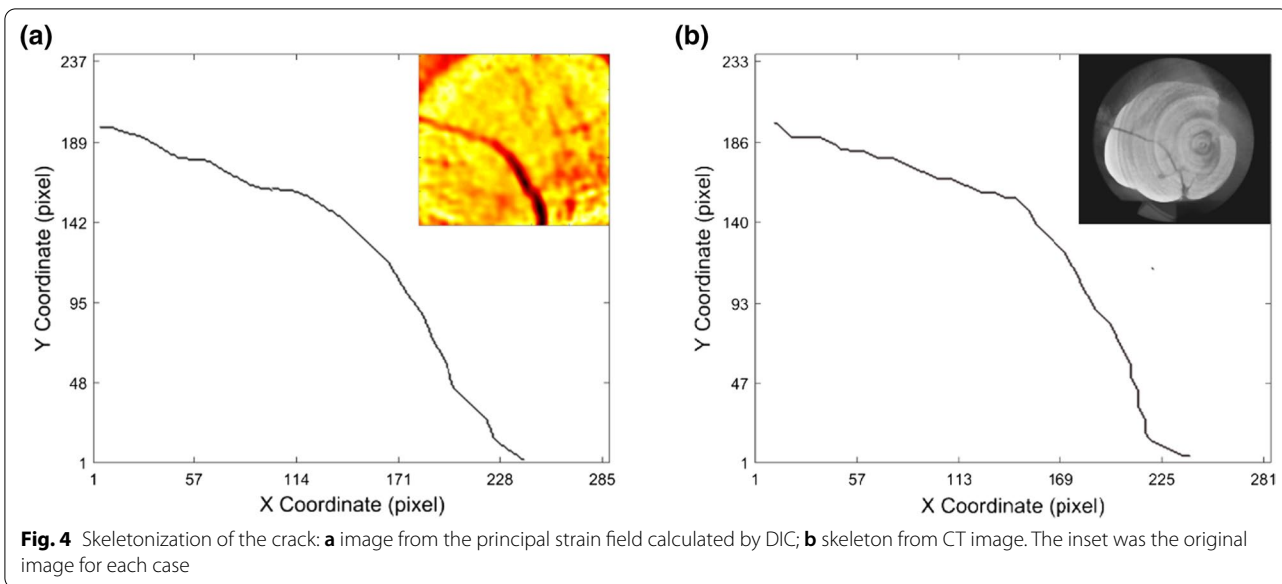 (a)
237
189
142
95
48
1
Y Coordinate (pixel)
1 57 114 171 228 285
X Coordinate (pixel)
(b)
233
186
140
93
47
1
Y Coordinate (pixel)
1 57 113 169 225 281
X Coordinate (pixel)
Fig. 4 Skeletonization of the crack: a image from the principal strain field calculated by DIC; b skeleton from CT image. The inset was the original
image for each case